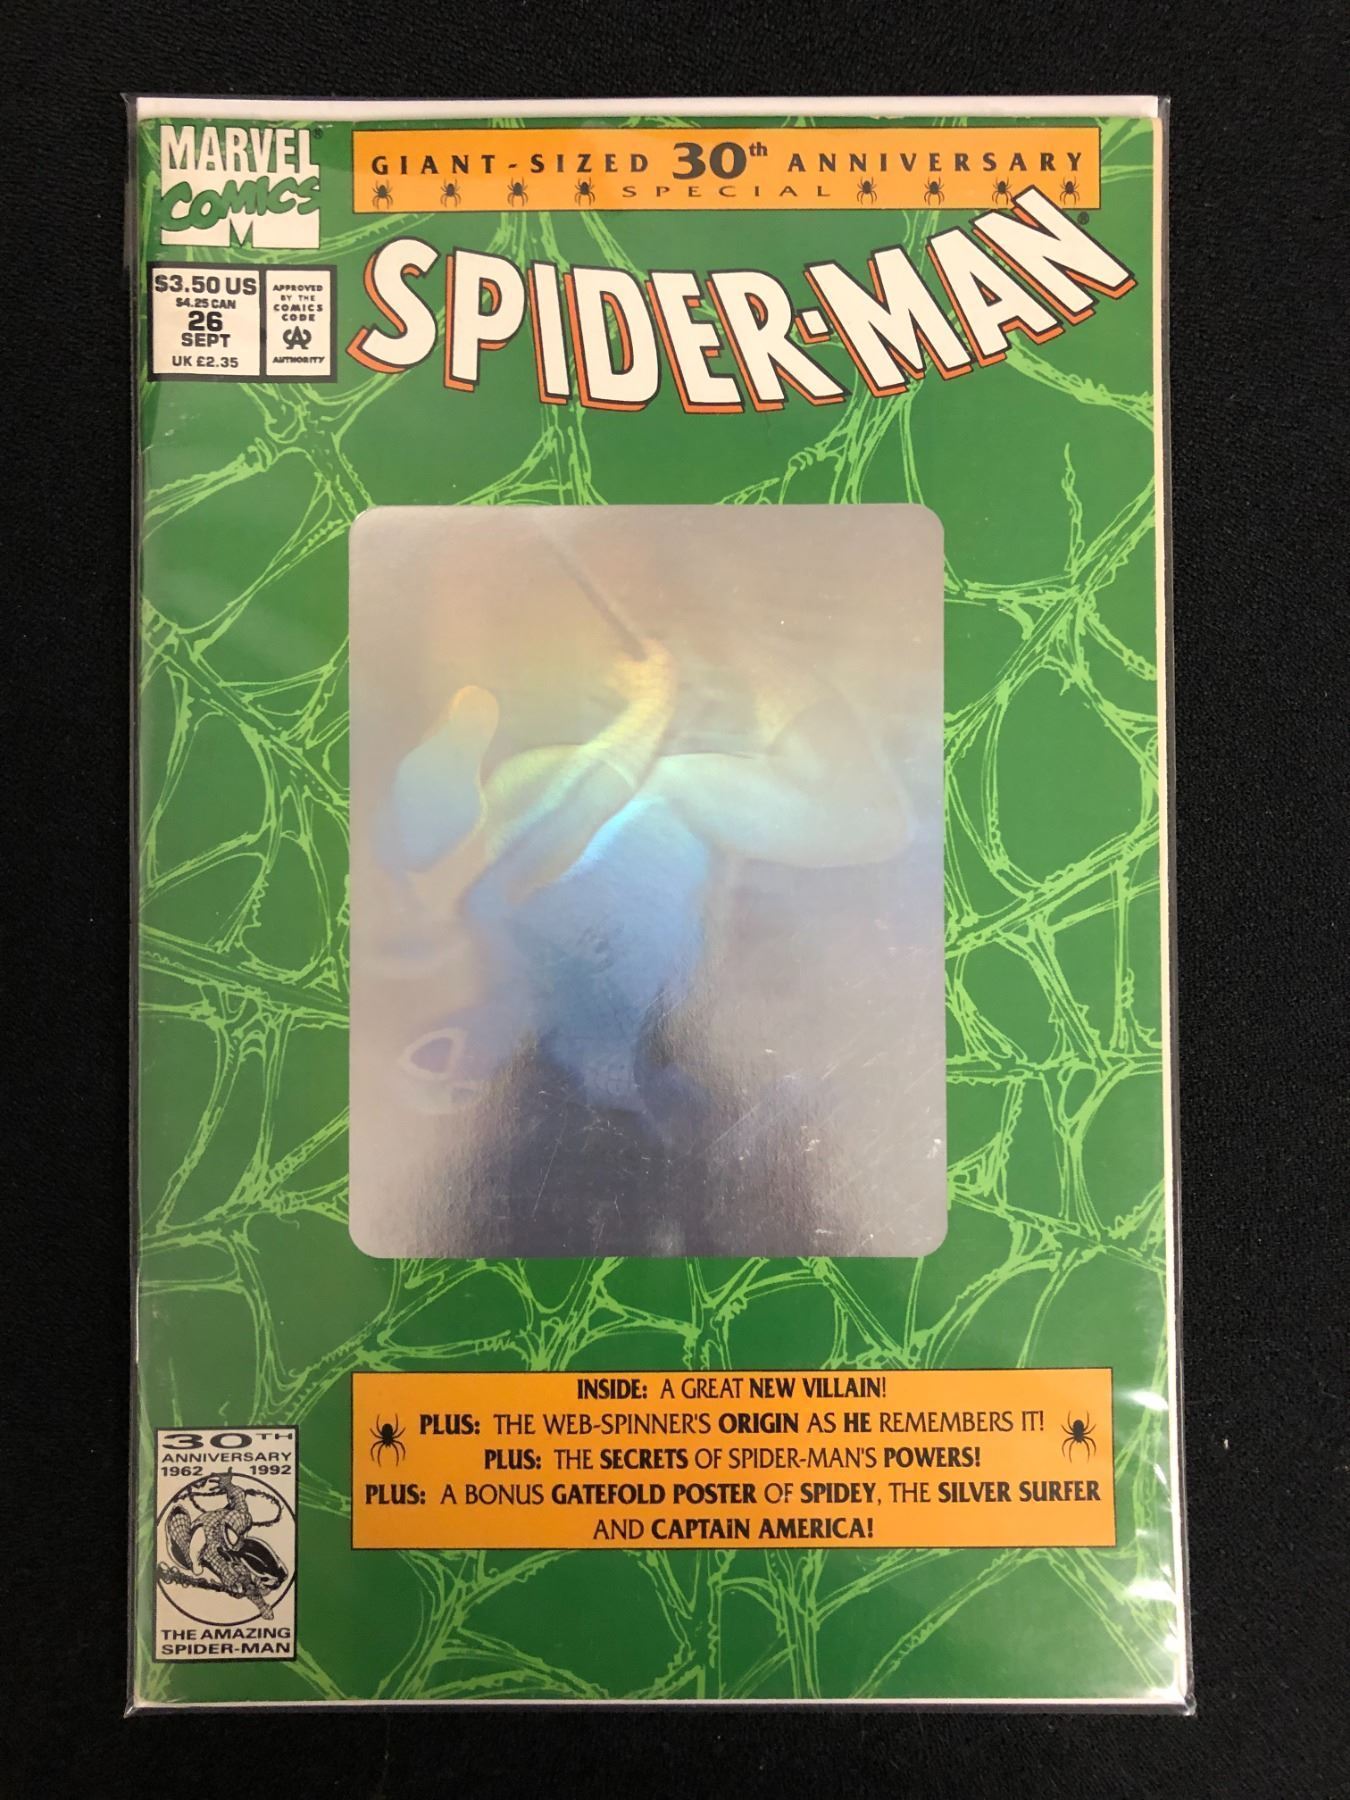 MARVEL®
COMICS
M
GIANT-SIZED 30th ANNIVERSARY
SPECIAL
SPIDER-MAN®
$3.50 US
$4.25 CAN
26
SEPT
UK £2.35
APPROVED
BY THE
COMICS
CODE
CA
AUTHORITY
INSIDE: A GREAT NEW VILLAIN!
PLUS: THE WEB-SPINNER'S ORIGIN AS HE REMEMBERS IT!
PLUS: THE SECRETS OF SPIDER-MAN'S POWERS!
PLUS: A BONUS GATEFOLD POSTER OF SPIDEY, THE SILVER SURFER
AND CAPTAIN AMERICA!
30TH
ANNIVERSARY
1962 1992
THE AMAZING
SPIDER-MAN